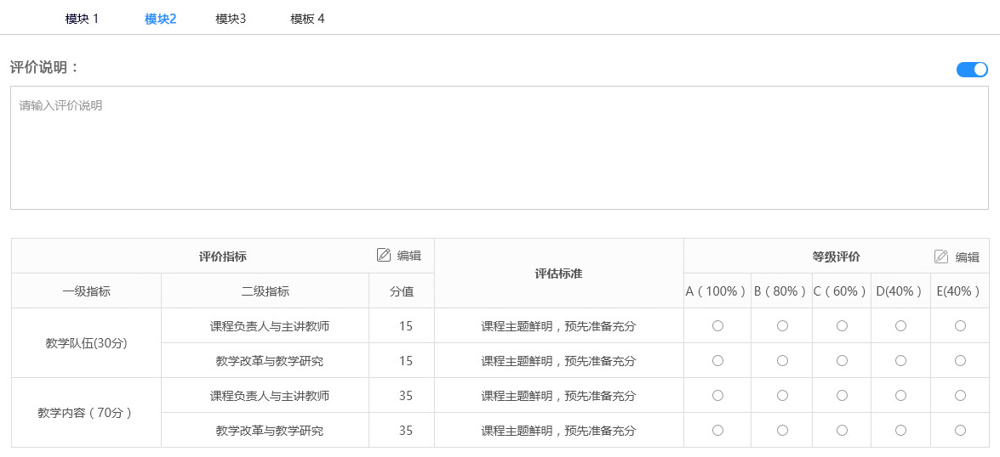 模块 1 模块2 模块3 模板 4
评价说明：
请输入评价说明
评价指标 编辑 评估标准 等级评价 编辑
一级指标 二级指标 分值 A（100%） B（80%） C（60%） D(40%） E(40%）
教学队伍(30分) 课程负责人与主讲教师 15 课程主题鲜明，预先准备充分
教学改革与教学研究 15 课程主题鲜明，预先准备充分
教学内容（70分） 课程负责人与主讲教师 35 课程主题鲜明，预先准备充分
教学改革与教学研究 35 课程主题鲜明，预先准备充分